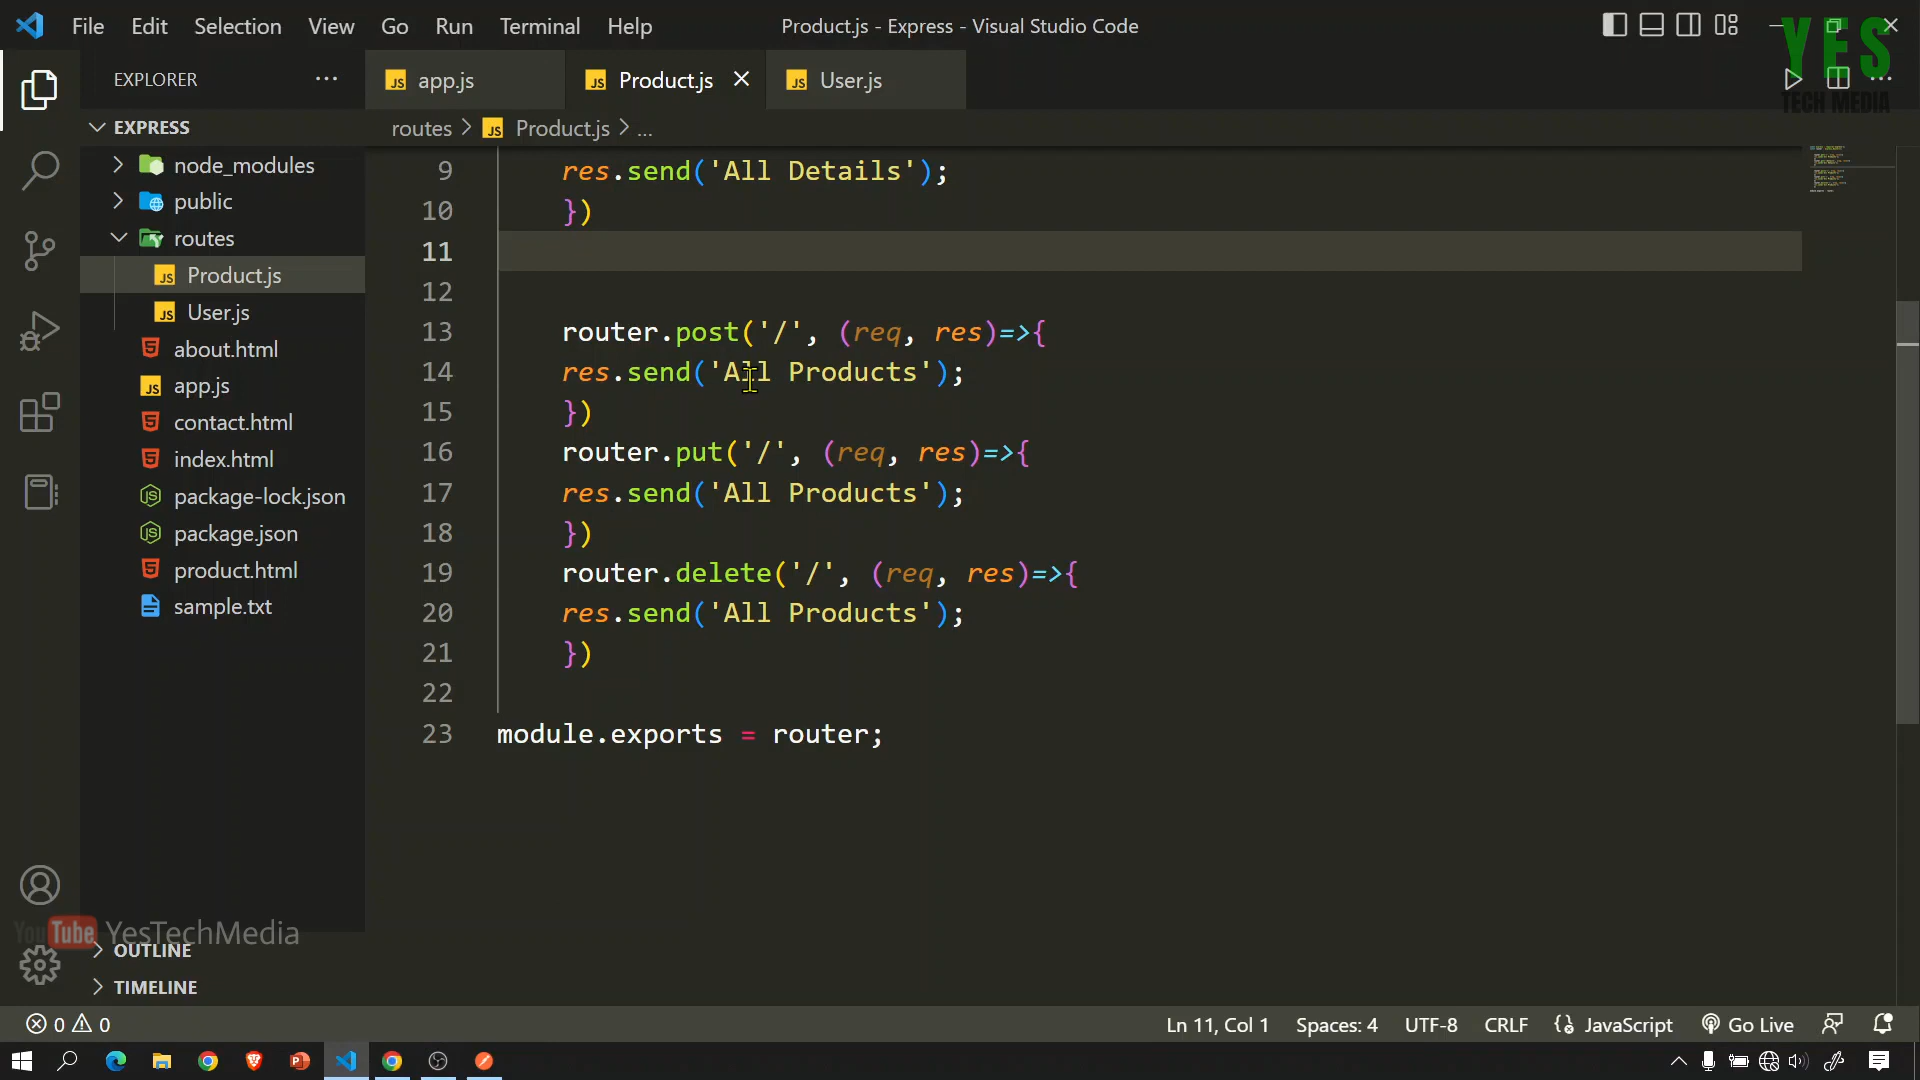 File Edit Selection View Go Run Terminal Help
Product.js - Express - Visual Studio Code
YES
TECH MEDIA
EXPLORER
app.js
Product.js
User.js
EXPRESS
routes > Product.js > ...
node_modules
public
routes
Product.js
User.js
about.html
app.js
contact.html
index.html
package-lock.json
package.json
product.html
sample.txt
9 res.send('All Details');
10 })
11
12
13 router.post('/', (req, res)=>{
14 res.send('All Products');
15 })
16 router.put('/', (req, res)=>{
17 res.send('All Products');
18 })
19 router.delete('/', (req, res)=>{
20 res.send('All Products');
21 })
22
23 module.exports = router;
YouTube YesTechMedia
OUTLINE
TIMELINE
0 0
Ln 11, Col 1 Spaces: 4 UTF-8 CRLF JavaScript Go Live